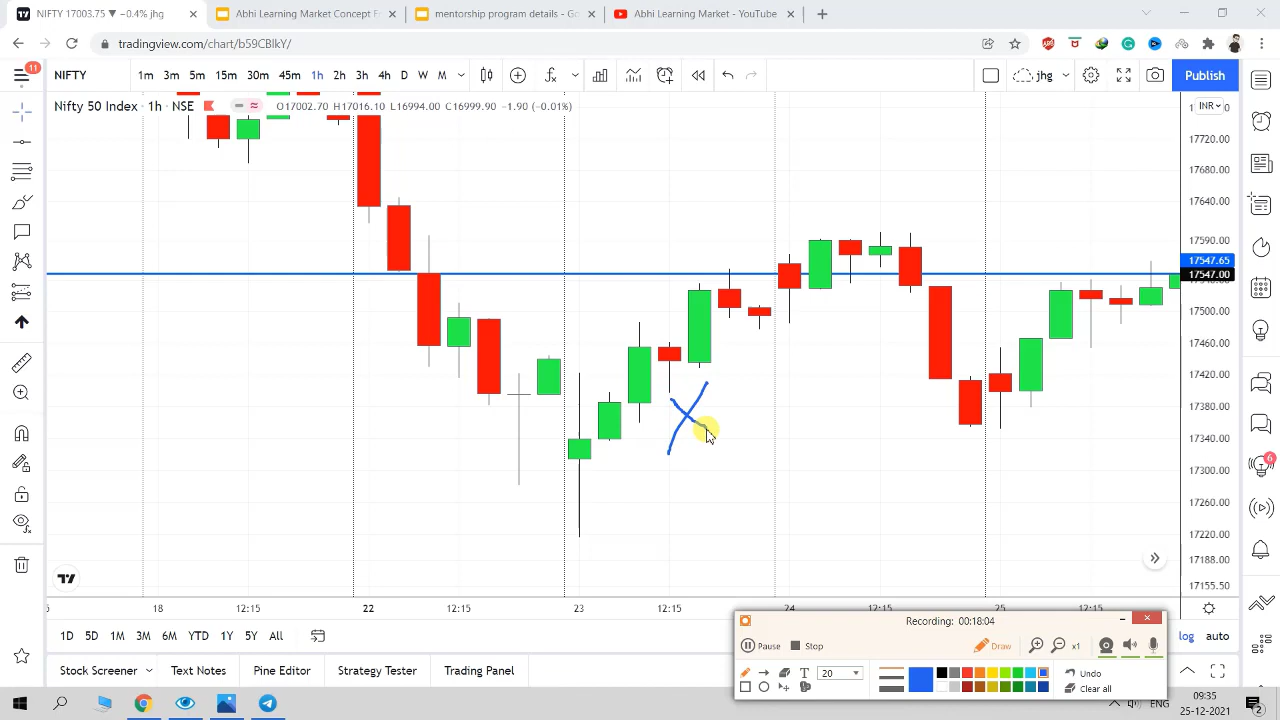 NIFTY 17003.75 ▼ −0.4% jhg
Abhi Learning Market Content E
membership program details - Go
Abhi Learning Market - YouTube
tradingview.com/chart/b59CBlkY/
11
NIFTY
1m 3m 5m 15m 30m 45m 1h 2h 3h 4h D W M
jhg
Publish
Nifty 50 Index · 1h · NSE
O17002.70 H17016.10 L16994.00 C16999.90 −1.90 (−0.01%)
INR
17720.00
17680.00
17640.00
17590.00
17547.65
17547.00
17500.00
17460.00
17420.00
17380.00
17340.00
17300.00
17260.00
17220.00
17188.00
17155.50
6
18 12:15 22 12:15 23 12:15 24 12:15 25 12:15
1D 5D 1M 3M 6M YTD 1Y 5Y All
log auto
Stock Screener Text Notes Pine Editor Strategy Tester Trading Panel
Recording: 00:18:04
Pause Stop Draw x1
T 20 Undo
Clear all
ENG
09:35
25-12-2021
2